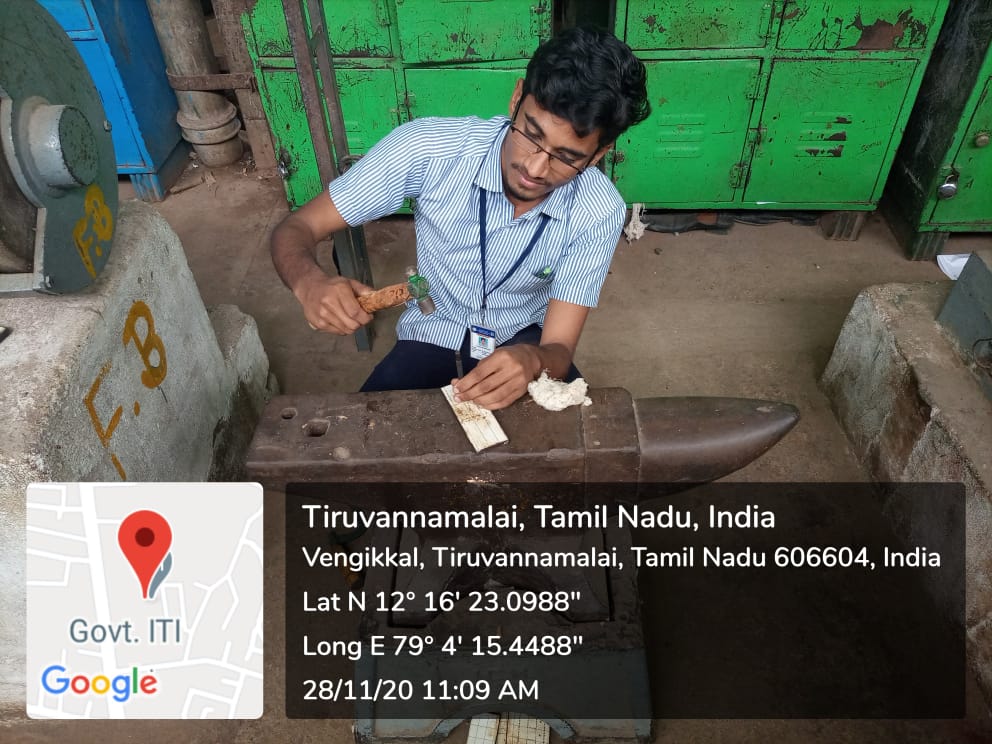 F.B
F.B
Govt. ITI
Google
Tiruvannamalai, Tamil Nadu, India
Vengikkal, Tiruvannamalai, Tamil Nadu 606604, India
Lat N 12° 16' 23.0988"
Long E 79° 4' 15.4488"
28/11/20 11:09 AM